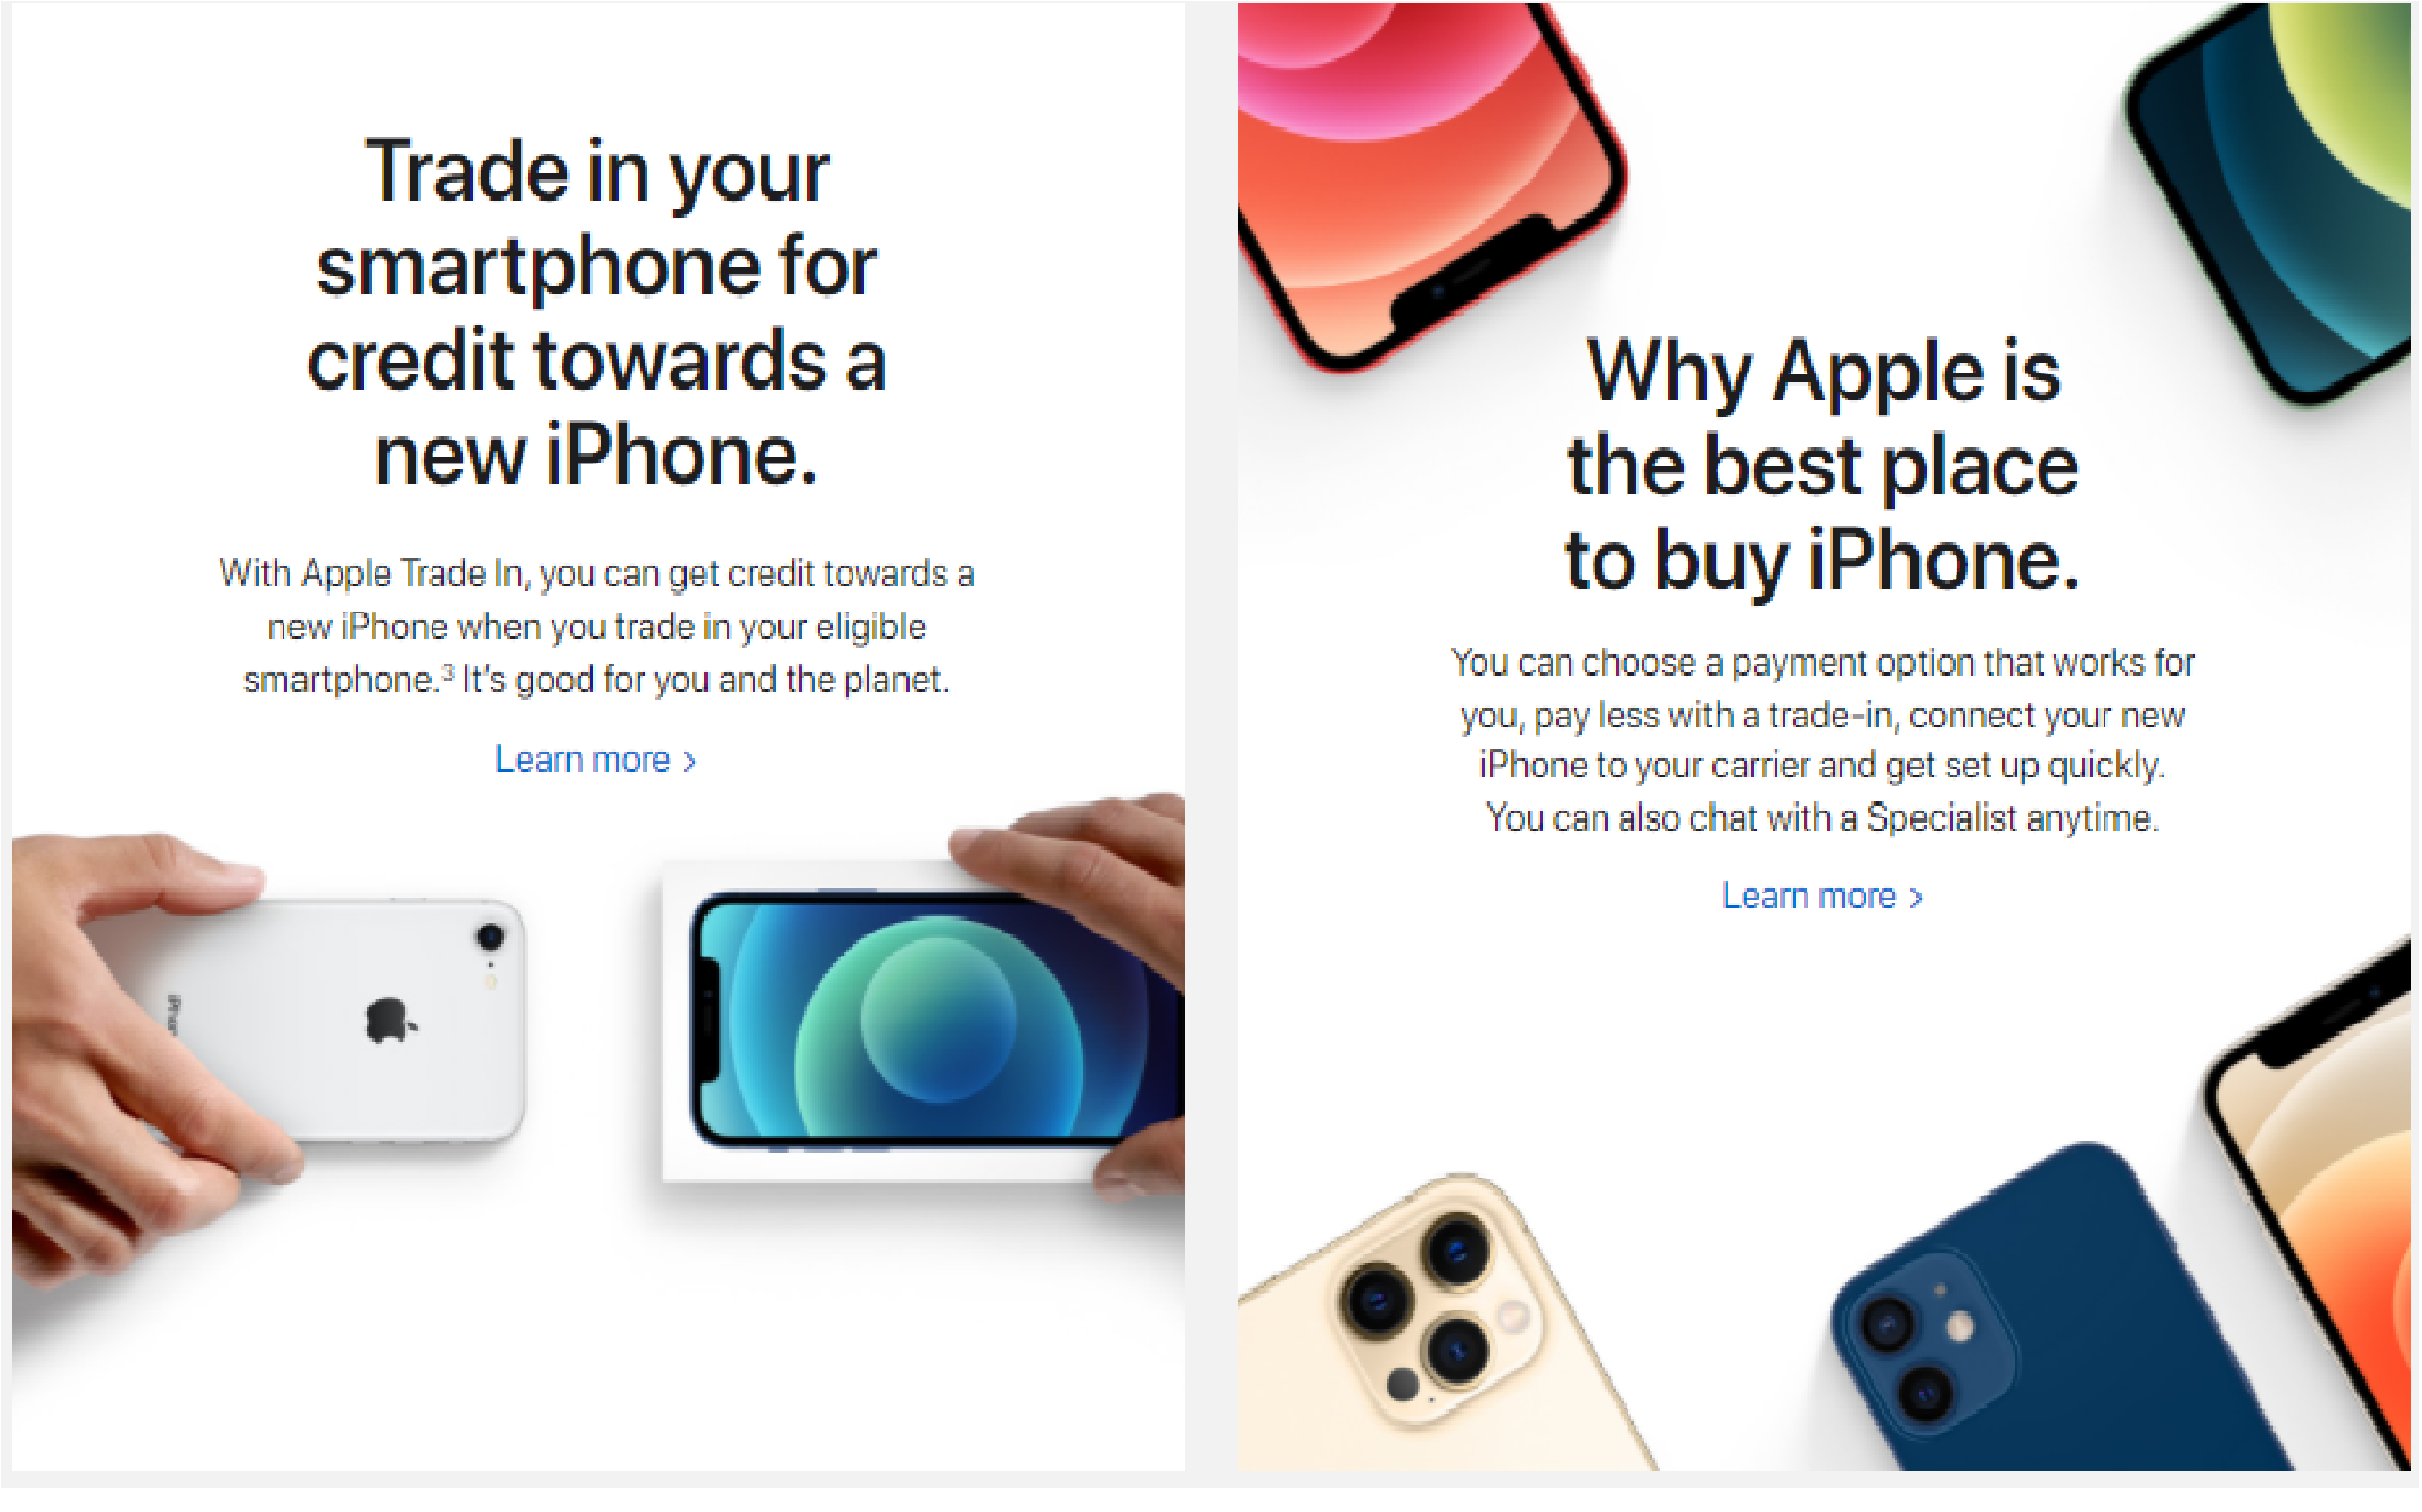 Trade in your
smartphone for
credit towards a
new iPhone.
With Apple Trade In, you can get credit towards a
new iPhone when you trade in your eligible
smartphone.³ It's good for you and the planet.
Learn more >
Why Apple is
the best place
to buy iPhone.
You can choose a payment option that works for
you, pay less with a trade-in, connect your new
iPhone to your carrier and get set up quickly.
You can also chat with a Specialist anytime.
Learn more >